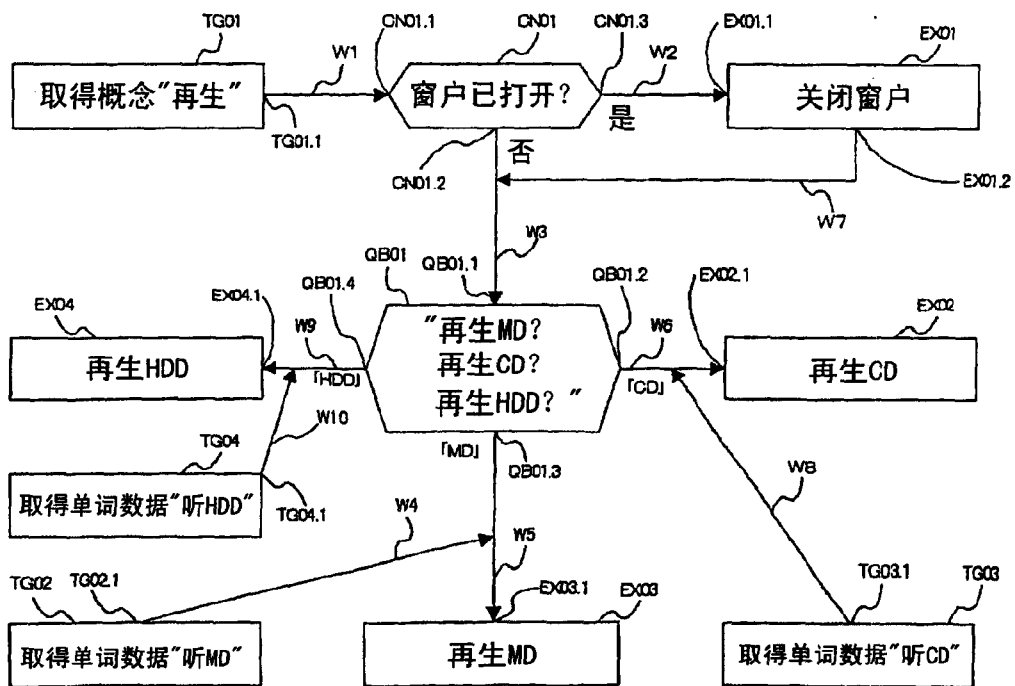 TG01
CN01.1
CN01
CN01.3
EX01.1
EX01
W1
W2
取得概念"再生"
窗户已打开?
关闭窗户
是
TG01.1
否
CN01.2
EX01.2
W7
W3
QB01
QB01.1
QB01.4
QB01.2
EX02.1
EX04
EX04.1
EX02
W9
W6
"再生MD?
再生CD?
再生HDD?"
再生HDD
再生CD
「HDD」
「CD」
W10
TG04
「MD」
QB01.3
W8
取得单词数据"听HDD"
TG04.1
W4
W5
TG02
TG02.1
EX03.1
EX03
TG03.1
TG03
取得单词数据"听MD"
再生MD
取得单词数据"听CD"